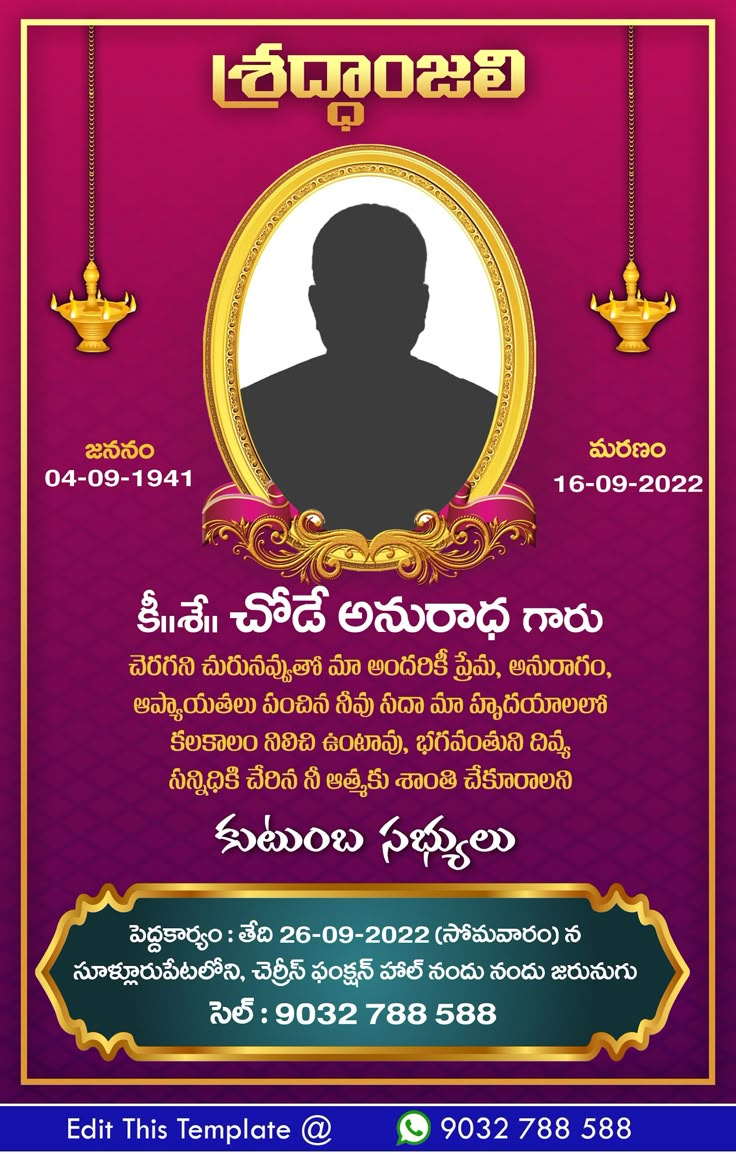 శ్రద్ధాంజలి
జననం
04-09-1941
మరణం
16-09-2022
కీ॥శే॥ చోడే అనురాధ గారు
చెరగని చురునవ్వుతో మా అందరికీ ప్రేమ, అనురాగం,
ఆప్యాయతలు పంచిన నీవు సదా మా హృదయాలలో
కలకాలం నిలిచి ఉంటావు, భగవంతుని దివ్య
సన్నిధికి చేరిన నీ ఆత్మకు శాంతి చేకూరాలని
కుటుంబ సభ్యులు
పెద్దకార్యం : తేది 26-09-2022 (సోమవారం) న
సూళ్లూరుపేటలోని, చెర్రీస్ ఫంక్షన్ హాల్ నందు నందు జరునుగు
సెల్ : 9032 788 588
Edit This Template @ 9032 788 588